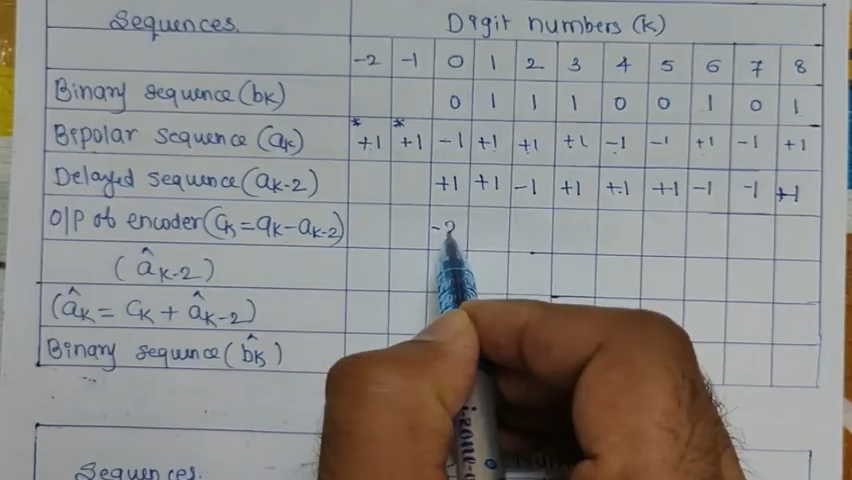 Sequences. Digit numbers (K)
-2 -1 0 1 2 3 4 5 6 7 8
Binary sequence (bK) 0 1 1 1 0 0 1 0 1
Bipolar sequence (aK) *+1 *+1 -1 +1 +1 +1 -1 -1 +1 -1 +1
Delayed sequence (aK-2) +1 +1 -1 +1 +1 +1 -1 -1 +1
O/P of encoder (CK = aK - aK-2) -2
(âK-2)
(âK = CK + âK-2)
Binary sequence (b̂K)
Sequences.